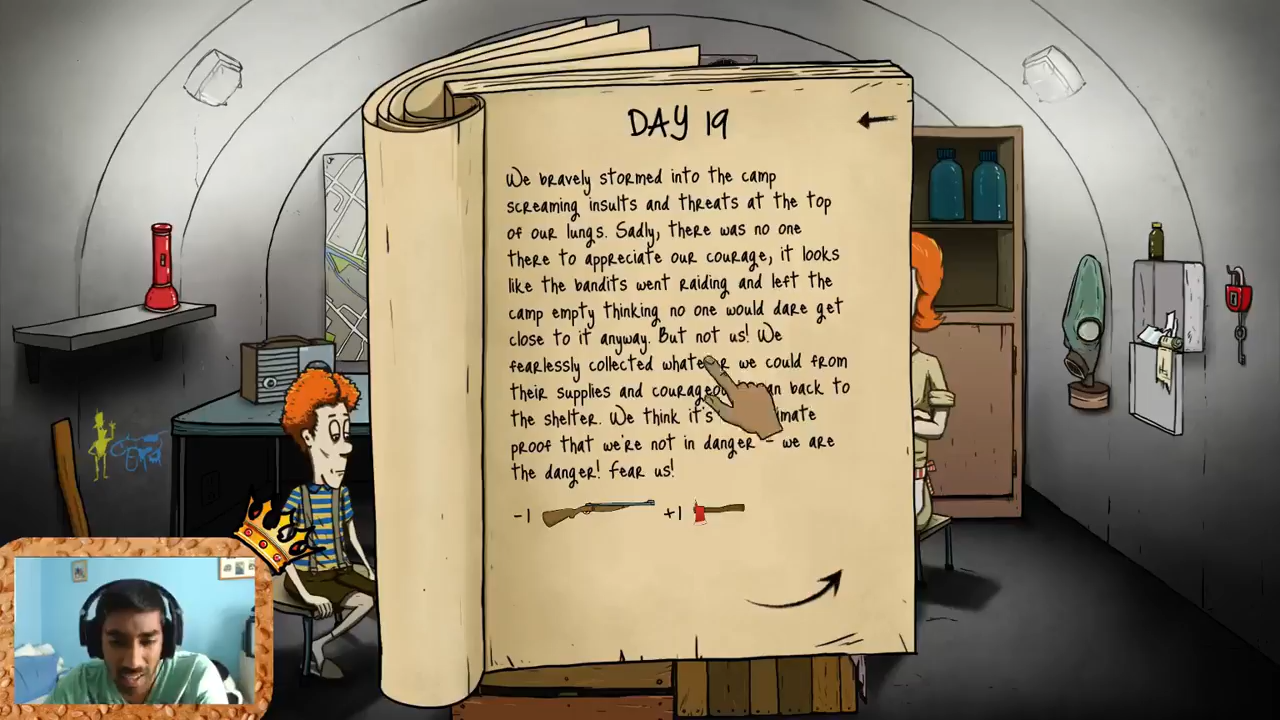 DAY 19
We bravely stormed into the camp
screaming insults and threats at the top
of our lungs. Sadly, there was no one
there to appreciate our courage, it looks
like the bandits went raiding and left the
camp empty thinking no one would dare get
close to it anyway. But not us! We
fearlessly collected we could from
their supplies and back to
the shelter. We think it's
proof that we're not in danger - we are
the danger! Fear us!
-1 +1